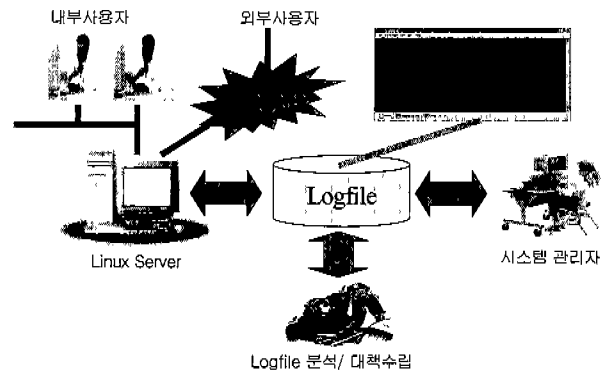 내부사용자
외부사용자
Logfile
Linux Server
시스템 관리자
Logfile 분석/ 대책수립